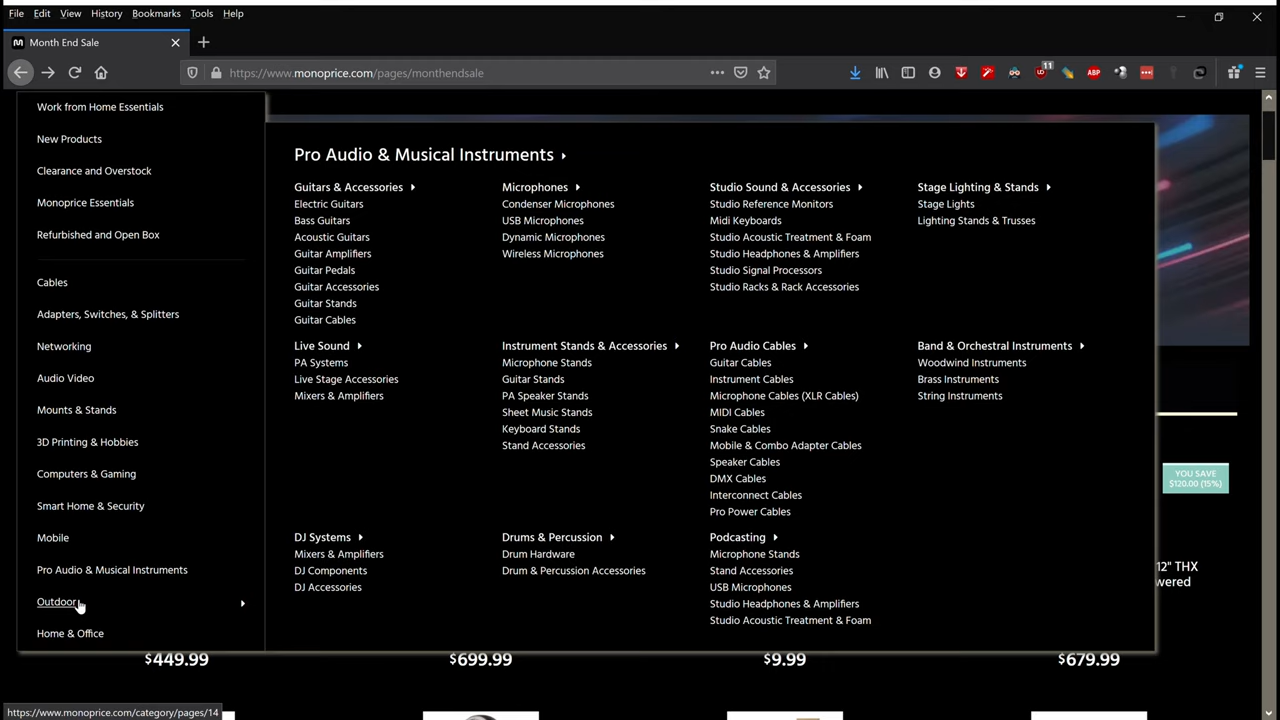 File Edit View History Bookmarks Tools Help
Month End Sale
https://www.monoprice.com/pages/monthendsale
11
ABP
Work from Home Essentials
New Products
Clearance and Overstock
Monoprice Essentials
Refurbished and Open Box
Cables
Adapters, Switches, & Splitters
Networking
Audio Video
Mounts & Stands
3D Printing & Hobbies
Computers & Gaming
Smart Home & Security
Mobile
Pro Audio & Musical Instruments
Outdoor
Home & Office
Pro Audio & Musical Instruments
Guitars & Accessories
Electric Guitars
Bass Guitars
Acoustic Guitars
Guitar Amplifiers
Guitar Pedals
Guitar Accessories
Guitar Stands
Guitar Cables
Microphones
Condenser Microphones
USB Microphones
Dynamic Microphones
Wireless Microphones
Studio Sound & Accessories
Studio Reference Monitors
Midi Keyboards
Studio Acoustic Treatment & Foam
Studio Headphones & Amplifiers
Studio Signal Processors
Studio Racks & Rack Accessories
Stage Lighting & Stands
Stage Lights
Lighting Stands & Trusses
Live Sound
PA Systems
Live Stage Accessories
Mixers & Amplifiers
Instrument Stands & Accessories
Microphone Stands
Guitar Stands
PA Speaker Stands
Sheet Music Stands
Keyboard Stands
Stand Accessories
Pro Audio Cables
Guitar Cables
Instrument Cables
Microphone Cables (XLR Cables)
MIDI Cables
Snake Cables
Mobile & Combo Adapter Cables
Speaker Cables
DMX Cables
Interconnect Cables
Pro Power Cables
Band & Orchestral Instruments
Woodwind Instruments
Brass Instruments
String Instruments
DJ Systems
Mixers & Amplifiers
DJ Components
DJ Accessories
Drums & Percussion
Drum Hardware
Drum & Percussion Accessories
Podcasting
Microphone Stands
Stand Accessories
USB Microphones
Studio Headphones & Amplifiers
Studio Acoustic Treatment & Foam
YOU SAVE
$120.00 (15%)
12" THX
wered
$449.99
$699.99
$9.99
$679.99
https://www.monoprice.com/category/pages/14